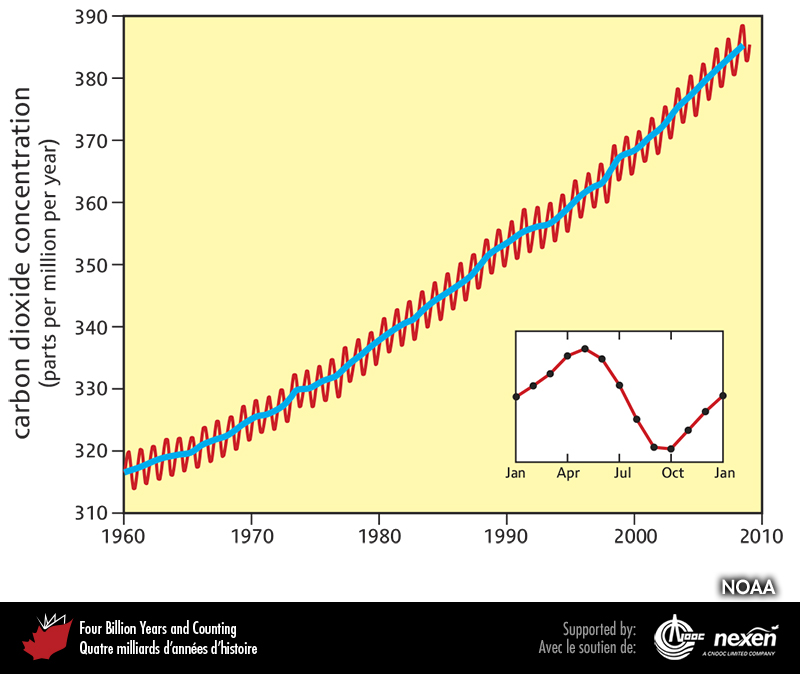 390
380
370
360
350
340
330
320
310
carbon dioxide concentration
(parts per million per year)
1960 1970 1980 1990 2000 2010
Jan Apr Jul Oct Jan
NOAA
Four Billion Years and Counting
Quatre milliards d'années d'histoire
Supported by:
Avec le soutien de:
CNOOC
nexen
A CNOOC LIMITED COMPANY